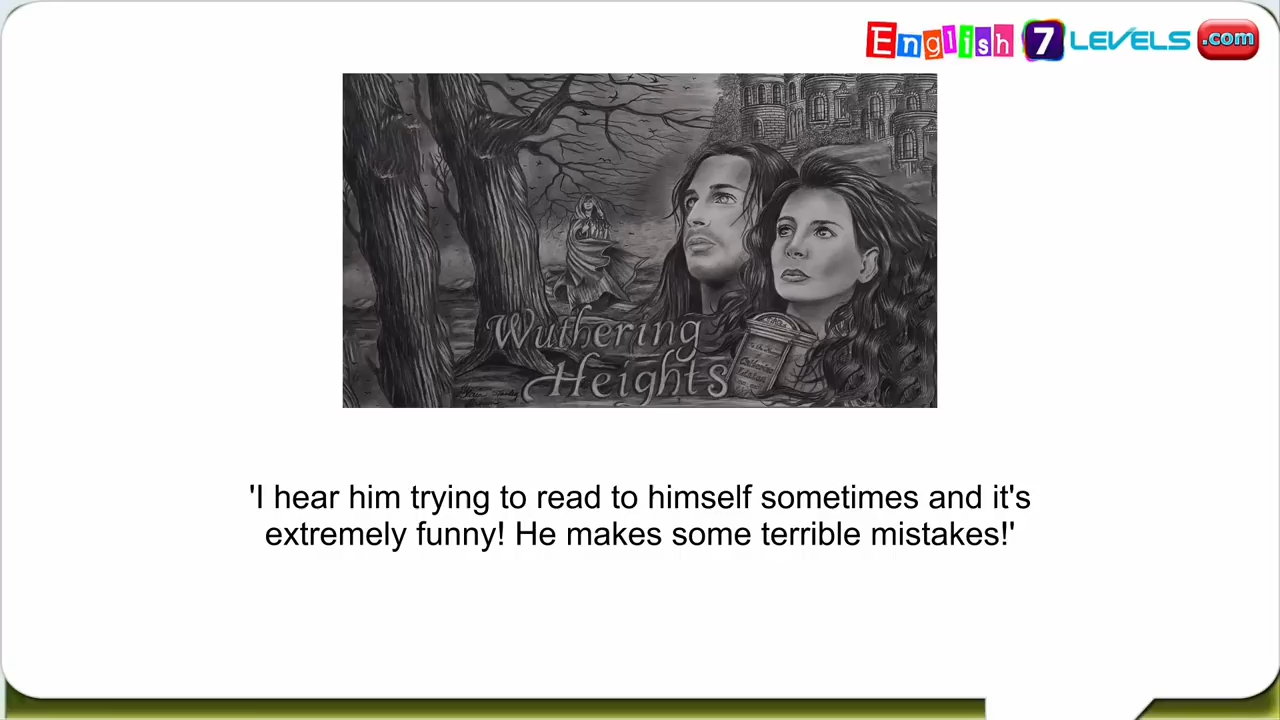 English 7 LEVELS .com
Wuthering
Heights
'I hear him trying to read to himself sometimes and it's
extremely funny! He makes some terrible mistakes!'